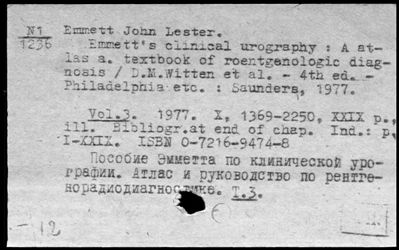 N1 Emmett John Lester.
1236 Emmett's clinical urography : A at-
las a. textbook of roentgenologic diag-
nosis / D.M.Witten et al. - 4th ed. -
Philadelphia etc. : Saunders, 1977.
Vol.3. 1977. X, 1369-2250, XXIX p.,
ill. Bibliogr.at end of chap. Ind.: p.
I-XXIX. ISBN 0-7216-9474-8
Пособие Эмметта по клинической уро-
графии. Атлас и руководство по рентге-
норадиодиагностике. Т.3.
- 12